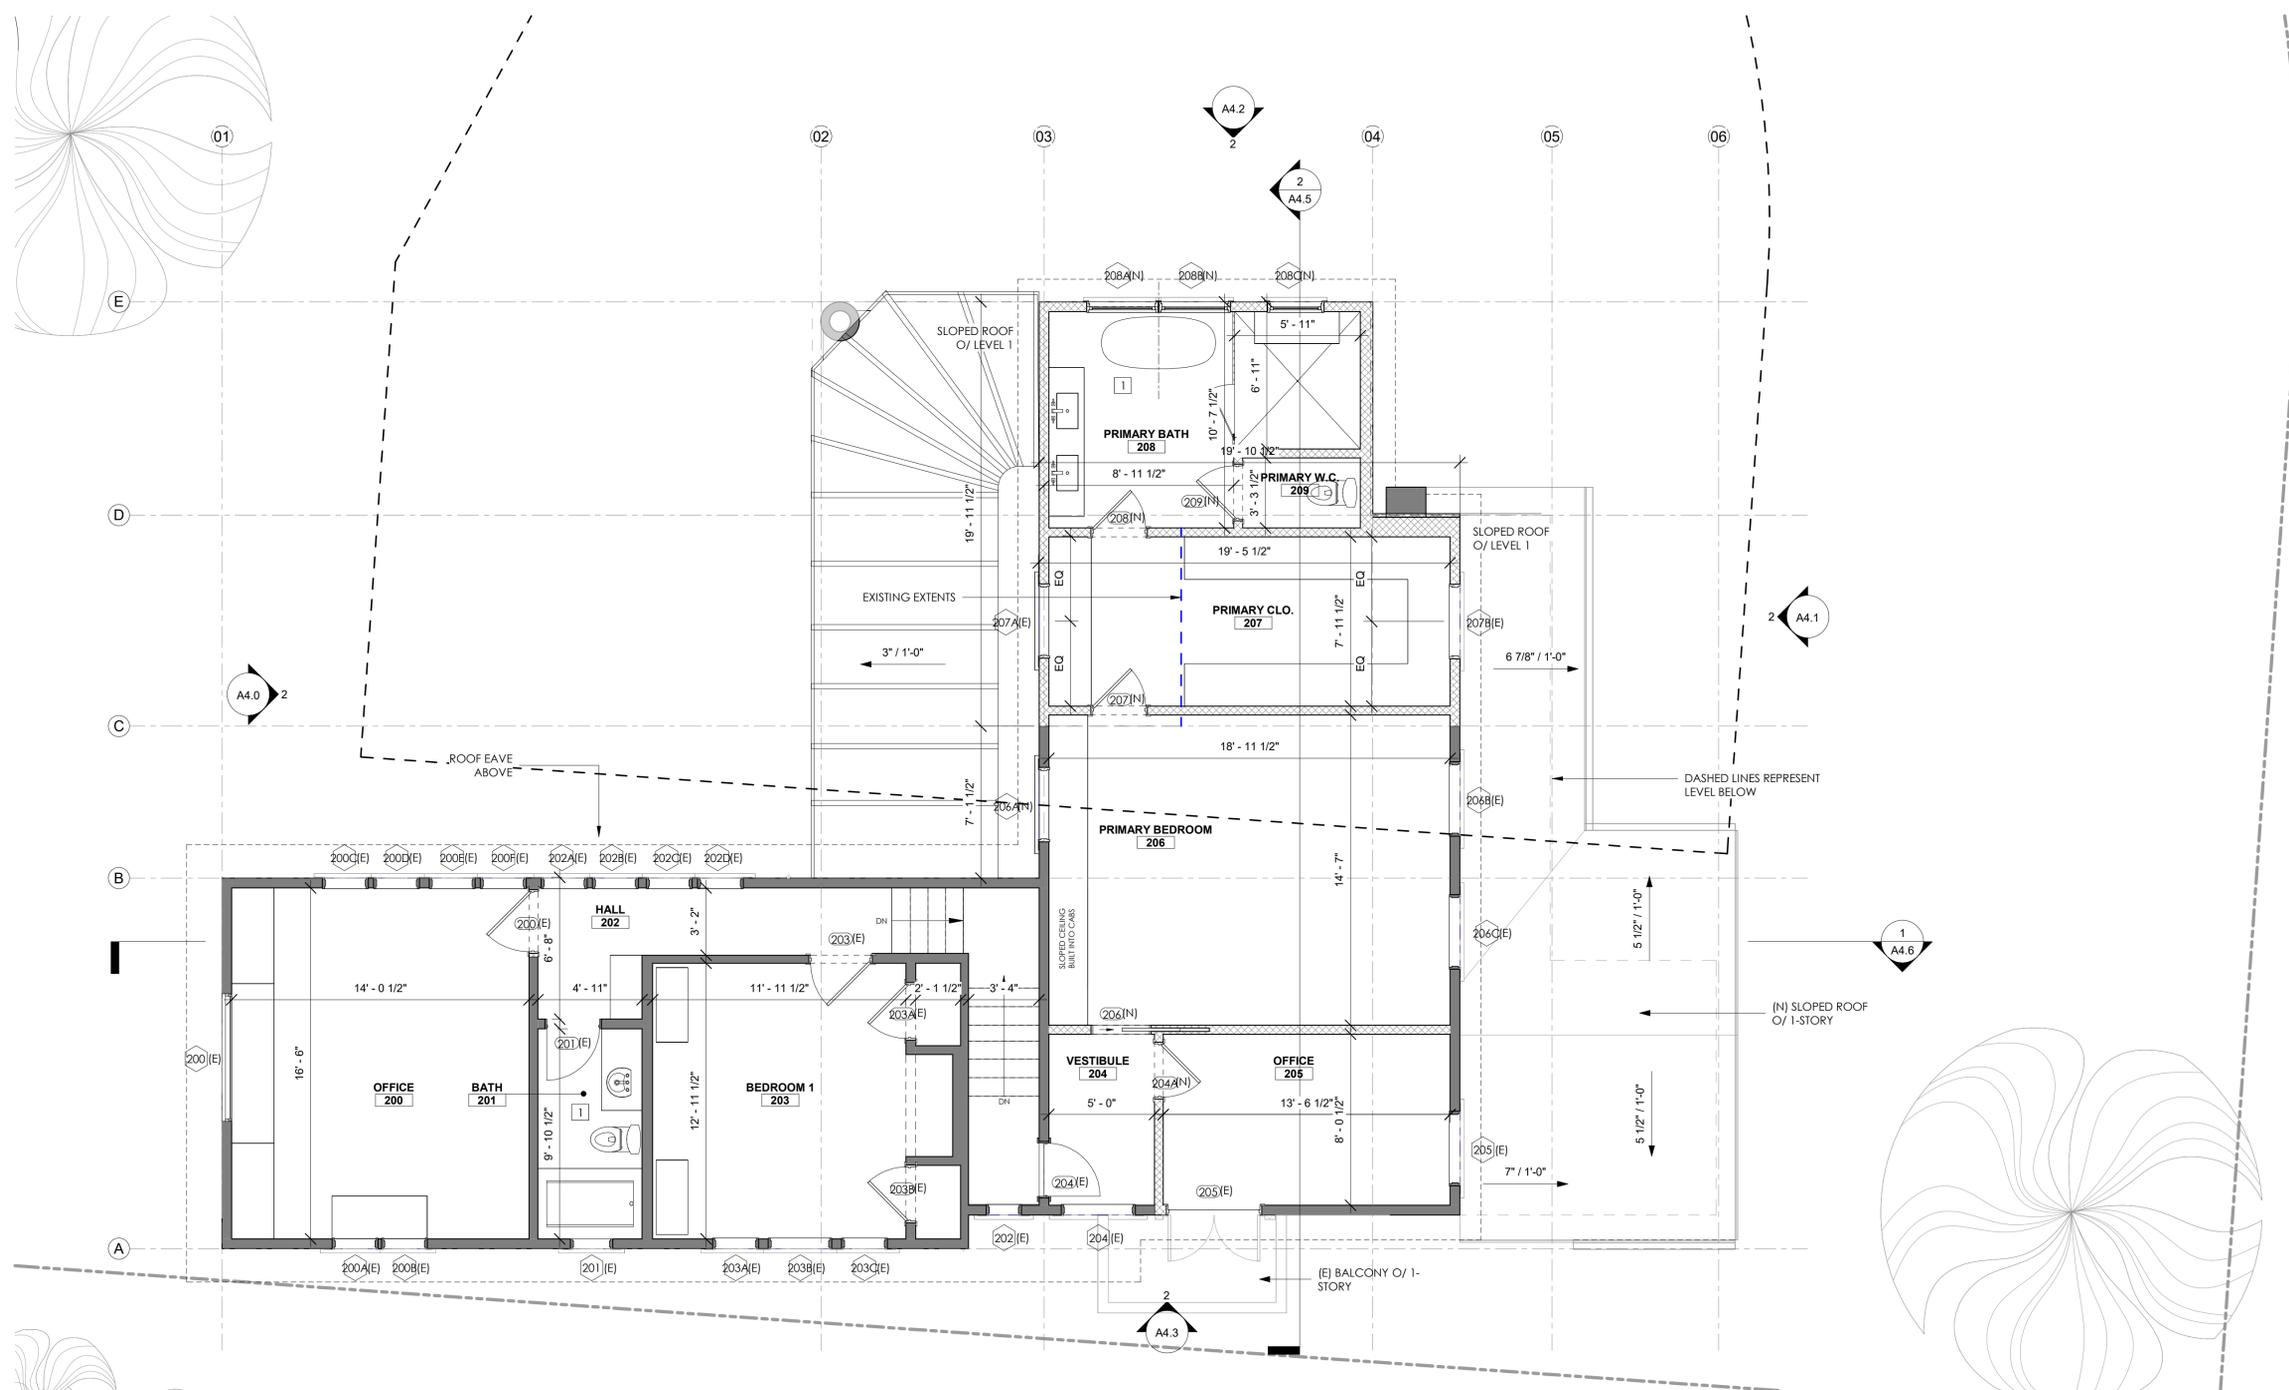 A4.2
2
01
02
03
04
05
06
2
A4.5
208A(N)
208B(N)
208C(N)
E
SLOPED ROOF
O/ LEVEL 1
5' - 11"
6' - 11"
1
10' - 7 1/2"
PRIMARY BATH
208
19' - 10 1/2"
8' - 11 1/2"
PRIMARY W.C.
209
3' - 3 1/2"
209(N)
208(N)
D
19' - 11 1/2"
SLOPED ROOF
O/ LEVEL 1
19' - 5 1/2"
EQ
EQ
EXISTING EXTENTS
PRIMARY CLO.
207
7' - 11 1/2"
207A(E)
207B(E)
2
A4.1
3" / 1'-0"
EQ
EQ
6 7/8" / 1'-0"
A4.0
2
207(N)
C
18' - 11 1/2"
ROOF EAVE
ABOVE
DASHED LINES REPRESENT
LEVEL BELOW
7' - 1 1/2"
206A(N)
206B(E)
PRIMARY BEDROOM
206
14' - 7"
200C(E)
200D(E)
200E(E)
200F(E)
202A(E)
202B(E)
202C(E)
202D(E)
B
HALL
202
200(E)
6' - 8"
3' - 2"
DN
203(E)
SLOPED CEILING
BUILT INTO CABS
206C(E)
5 1/2" / 1'-0"
1
A4.6
14' - 0 1/2"
4' - 11"
11' - 11 1/2"
2' - 1 1/2"
3' - 4"
203A(E)
206(N)
(N) SLOPED ROOF
O/ 1-STORY
201(E)
200(E)
16' - 6"
VESTIBULE
204
OFFICE
205
204A(N)
OFFICE
200
BATH
201
BEDROOM 1
203
1
12' - 11 1/2"
9' - 10 1/2"
DN
5' - 0"
13' - 6 1/2"
8' - 0 1/2"
5 1/2" / 1'-0"
205(E)
7" / 1'-0"
203B(E)
204(E)
205(E)
A
202(E)
204(E)
200A(E)
200B(E)
201(E)
203A(E)
203B(E)
203C(E)
(E) BALCONY O/ 1-
STORY
2
A4.3